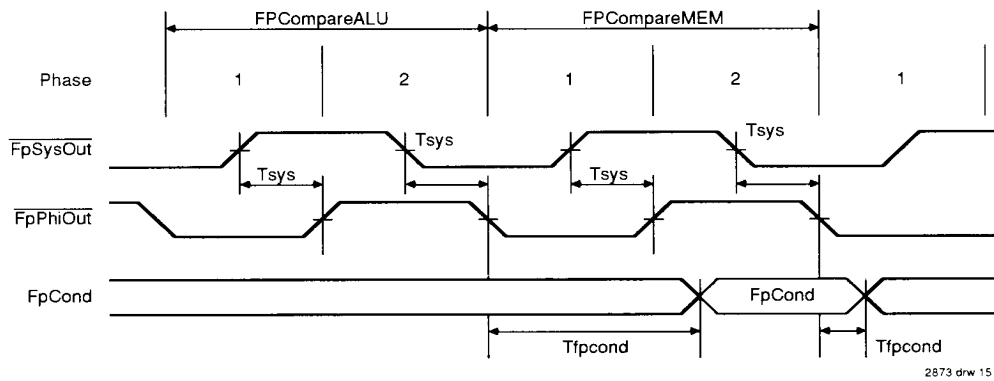 FPCompareALU FPCompareMEM
Phase 1 2 1 2 1
FpSysOut Tsys Tsys
Tsys Tsys
FpPhiOut
FpCond FpCond
Tfpcond Tfpcond
2873 drw 15